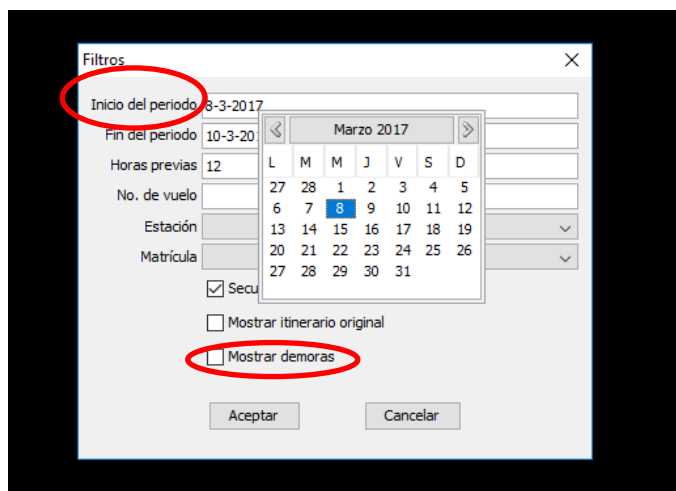 Filtros
Inicio del periodo 8-3-2017
Fin del periodo 10-3-20
Horas previas 12
No. de vuelo
Estación
Matrícula
Marzo 2017
L M M J V S D
27 28 1 2 3 4 5
6 7 8 9 10 11 12
13 14 15 16 17 18 19
20 21 22 23 24 25 26
27 28 29 30 31
Secu
Mostrar itinerario original
Mostrar demoras
Aceptar Cancelar